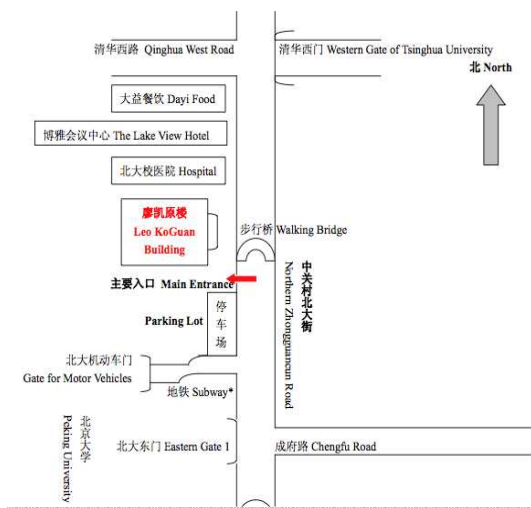 清华西路 Qinghua West Road
清华西门 Western Gate of Tsinghua University
北 North
大益餐饮 Dayi Food
博雅会议中心 The Lake View Hotel
北大校医院 Hospital
廖凯原楼
Leo KoGuan
Building
步行桥 Walking Bridge
主要入口 Main Entrance
中关村北大街
Northern Zhongguancun Road
Parking Lot
停车场
北大机动车门
Gate for Motor Vehicles
地铁 Subway*
北京大学
Peking University
北大东门 Eastern Gate 1
成府路 Chengfu Road